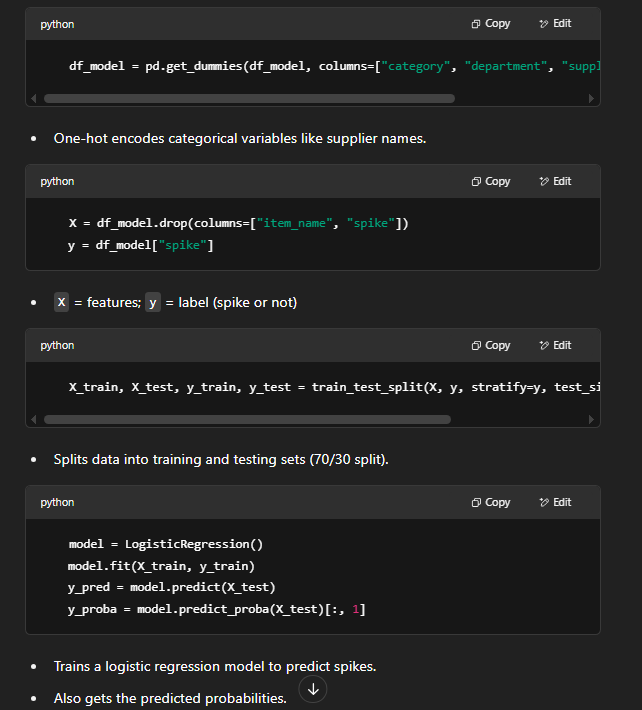 python Copy Edit
df_model = pd.get_dummies(df_model, columns=["category", "department", "suppl
• One-hot encodes categorical variables like supplier names.
python Copy Edit
X = df_model.drop(columns=["item_name", "spike"])
y = df_model["spike"]
• X = features; y = label (spike or not)
python Copy Edit
X_train, X_test, y_train, y_test = train_test_split(X, y, stratify=y, test_si
• Splits data into training and testing sets (70/30 split).
python Copy Edit
model = LogisticRegression()
model.fit(X_train, y_train)
y_pred = model.predict(X_test)
y_proba = model.predict_proba(X_test)[:, 1]
• Trains a logistic regression model to predict spikes.
• Also gets the predicted probabilities.